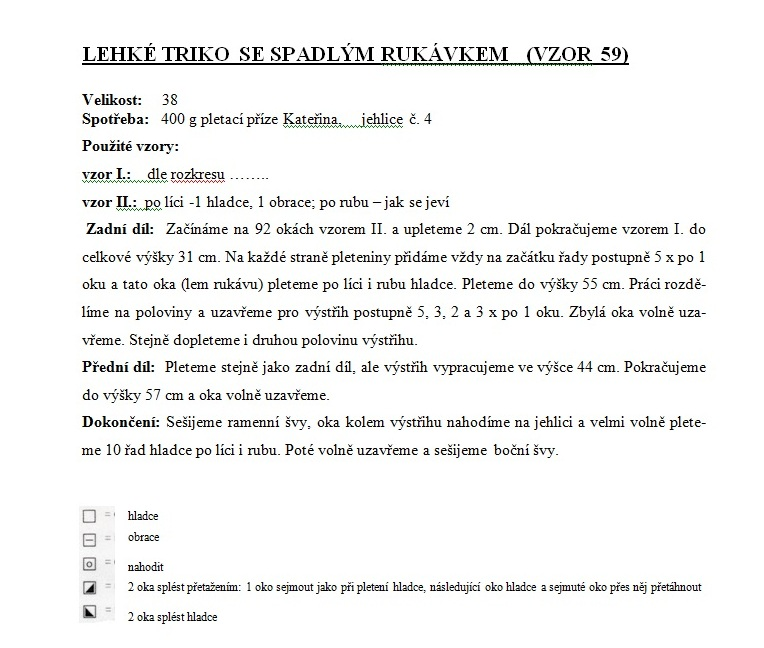 LEHKÉ TRIKO SE SPADLÝM RUKÁVKEM (VZOR 59)
Velikost: 38
Spotřeba: 400 g pletací příze Kateřina, jehlice č. 4
Použité vzory:
vzor I.: dle rozkresu ........
vzor II.: po líci -1 hladce, 1 obrace; po rubu – jak se jeví
Zadní díl: Začínáme na 92 okách vzorem II. a upleteme 2 cm. Dál pokračujeme vzorem I. do
celkové výšky 31 cm. Na každé straně pleteniny přidáme vždy na začátku řady postupně 5 x po 1
oku a tato oka (lem rukávu) pleteme po líci i rubu hladce. Pleteme do výšky 55 cm. Práci rozdě-
líme na poloviny a uzavřeme pro výstřih postupně 5, 3, 2 a 3 x po 1 oku. Zbylá oka volně uza-
vřeme. Stejně dopleteme i druhou polovinu výstřihu.
Přední díl: Pleteme stejně jako zadní díl, ale výstřih vypracujeme ve výšce 44 cm. Pokračujeme
do výšky 57 cm a oka volně uzavřeme.
Dokončení: Sešijeme ramenní švy, oka kolem výstřihu nahodíme na jehlici a velmi volně plete-
me 10 řad hladce po líci i rubu. Poté volně uzavřeme a sešijeme boční švy.
= hladce
= obrace
= nahodit
= 2 oka splést přetažením: 1 oko sejmout jako při pletení hladce, následující oko hladce a sejmuté oko přes něj přetáhnout
= 2 oka splést hladce